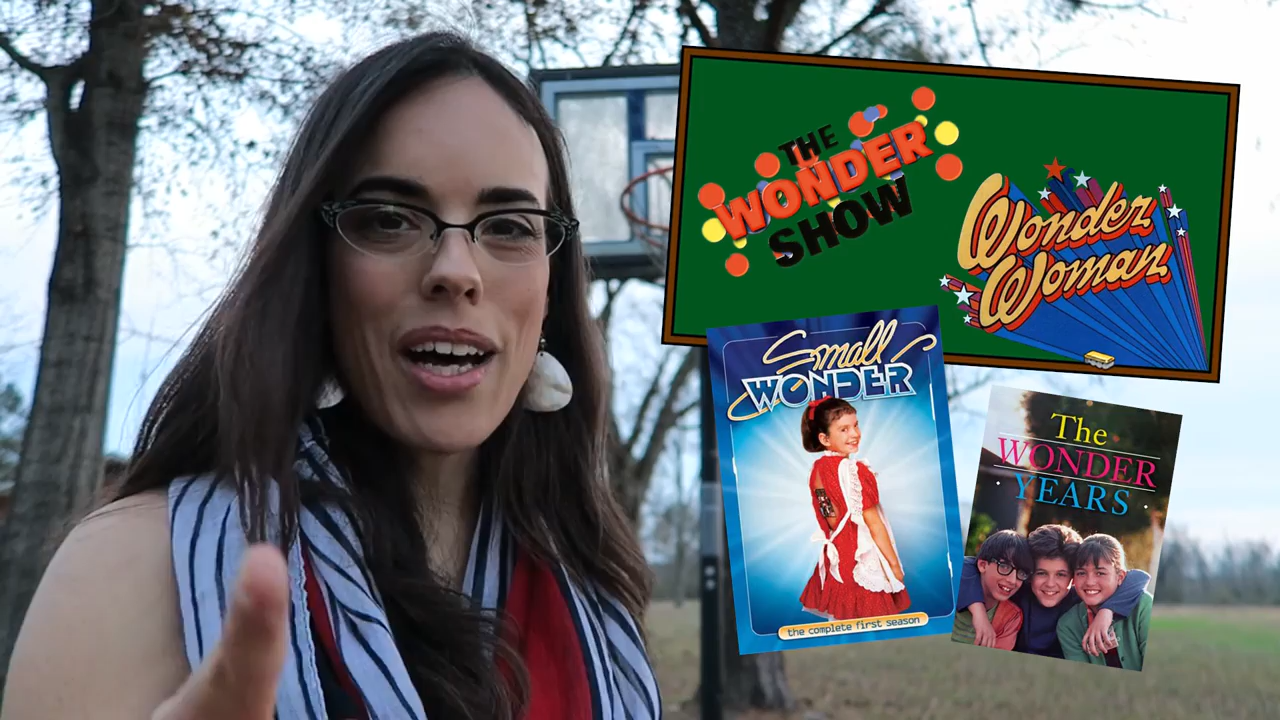 THE
WONDER
SHOW
Wonder
Woman
Small
WONDER
the complete first season
The
WONDER
YEARS